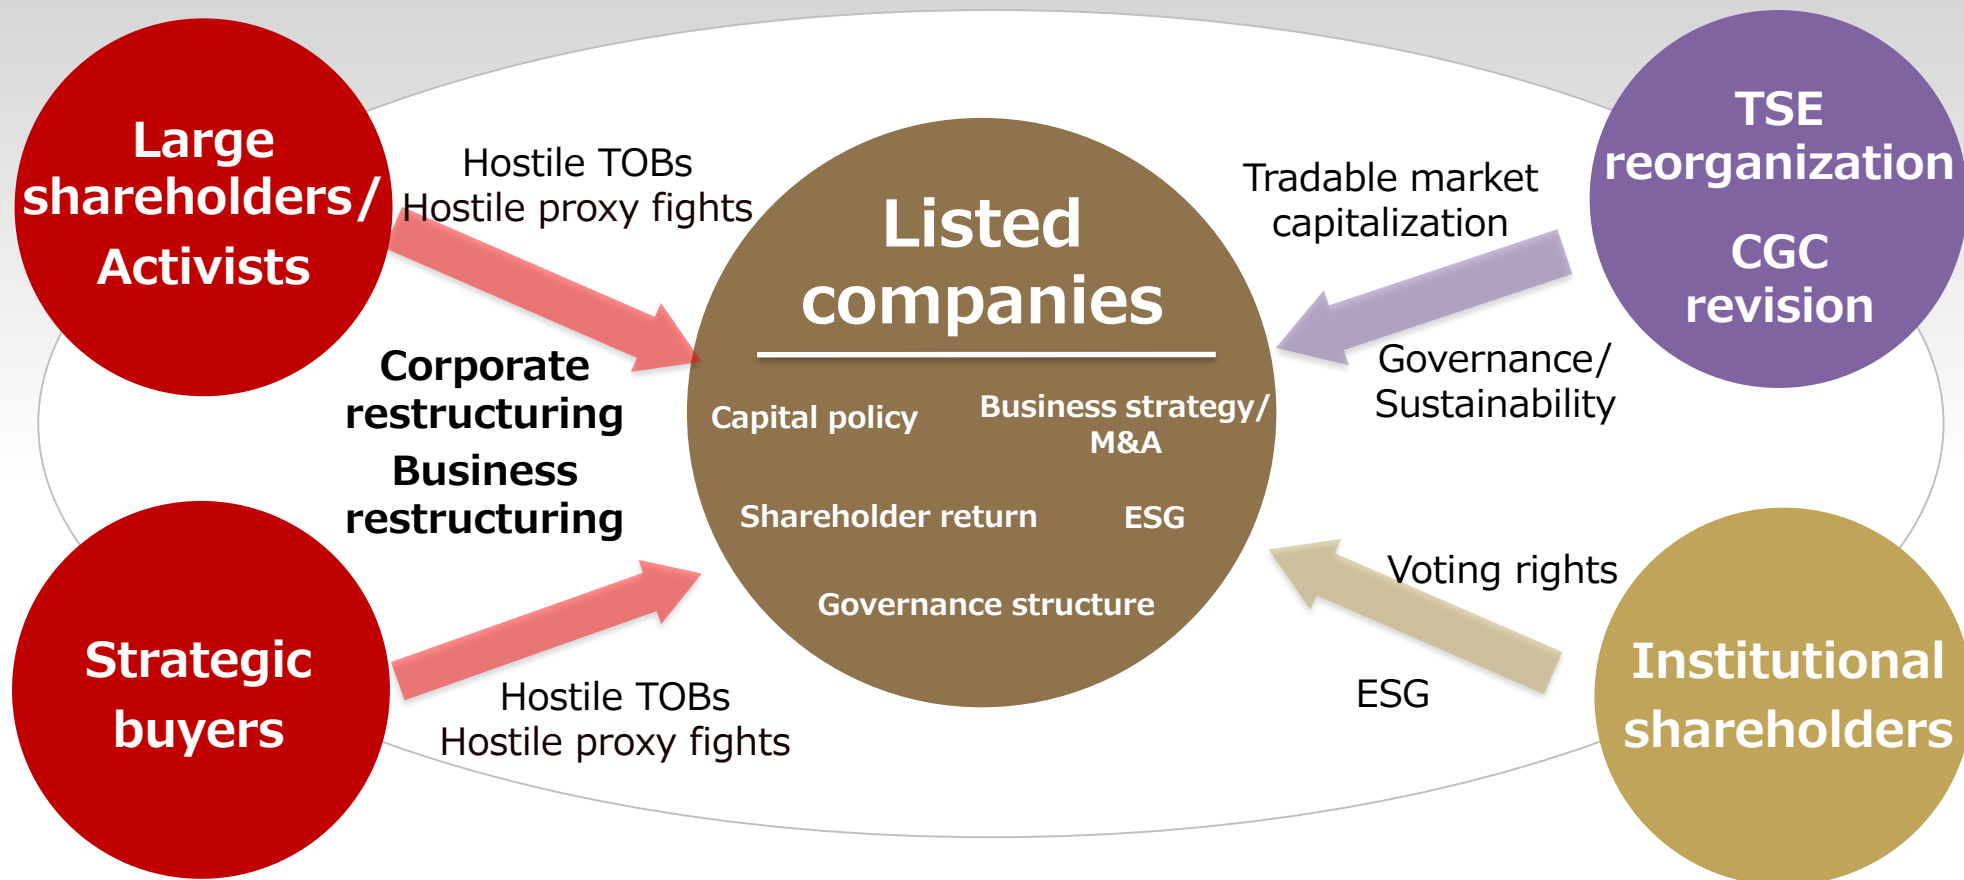 Large
shareholders/
Activists
Hostile TOBs
Hostile proxy fights
Corporate
restructuring
Business
restructuring
Strategic
buyers
Hostile TOBs
Hostile proxy fights
Listed
companies
Capital policy
Business strategy/
M&A
Shareholder return
ESG
Governance structure
Tradable market
capitalization
Governance/
Sustainability
TSE
reorganization
CGC
revision
Voting rights
ESG
Institutional
shareholders